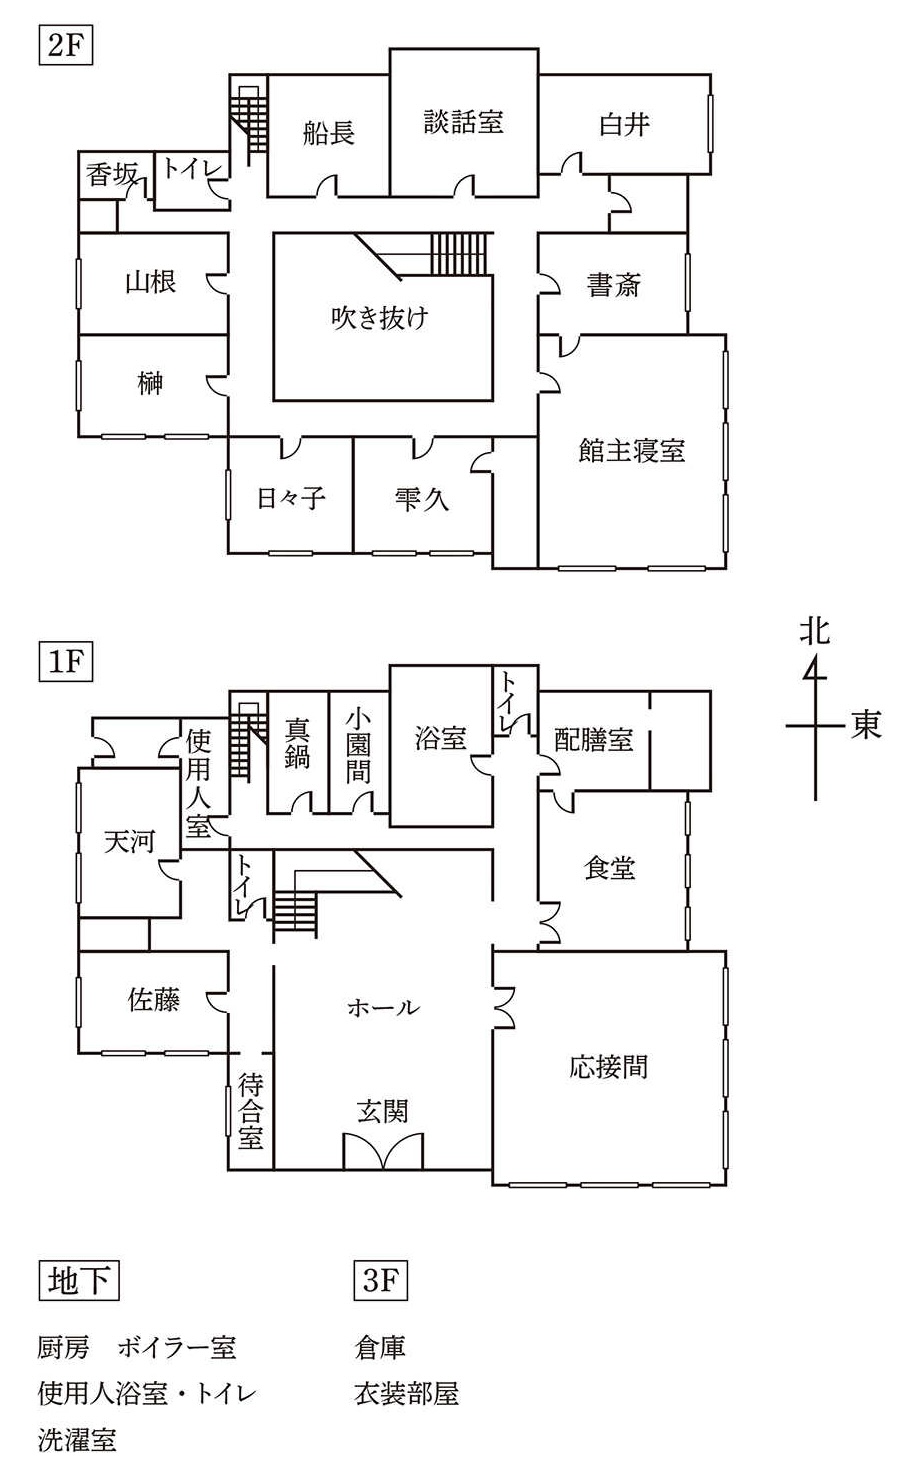 2F
船長
談話室
白井
香坂
トイレ
山根
吹き抜け
書斎
榊
館主寝室
日々子
雫久
1F
北
東
使用人室
真鍋
小園間
浴室
トイレ
配膳室
天河
トイレ
食堂
佐藤
ホール
応接間
待合室
玄関
地下
厨房　ボイラー室
使用人浴室・トイレ
洗濯室
3F
倉庫
衣装部屋